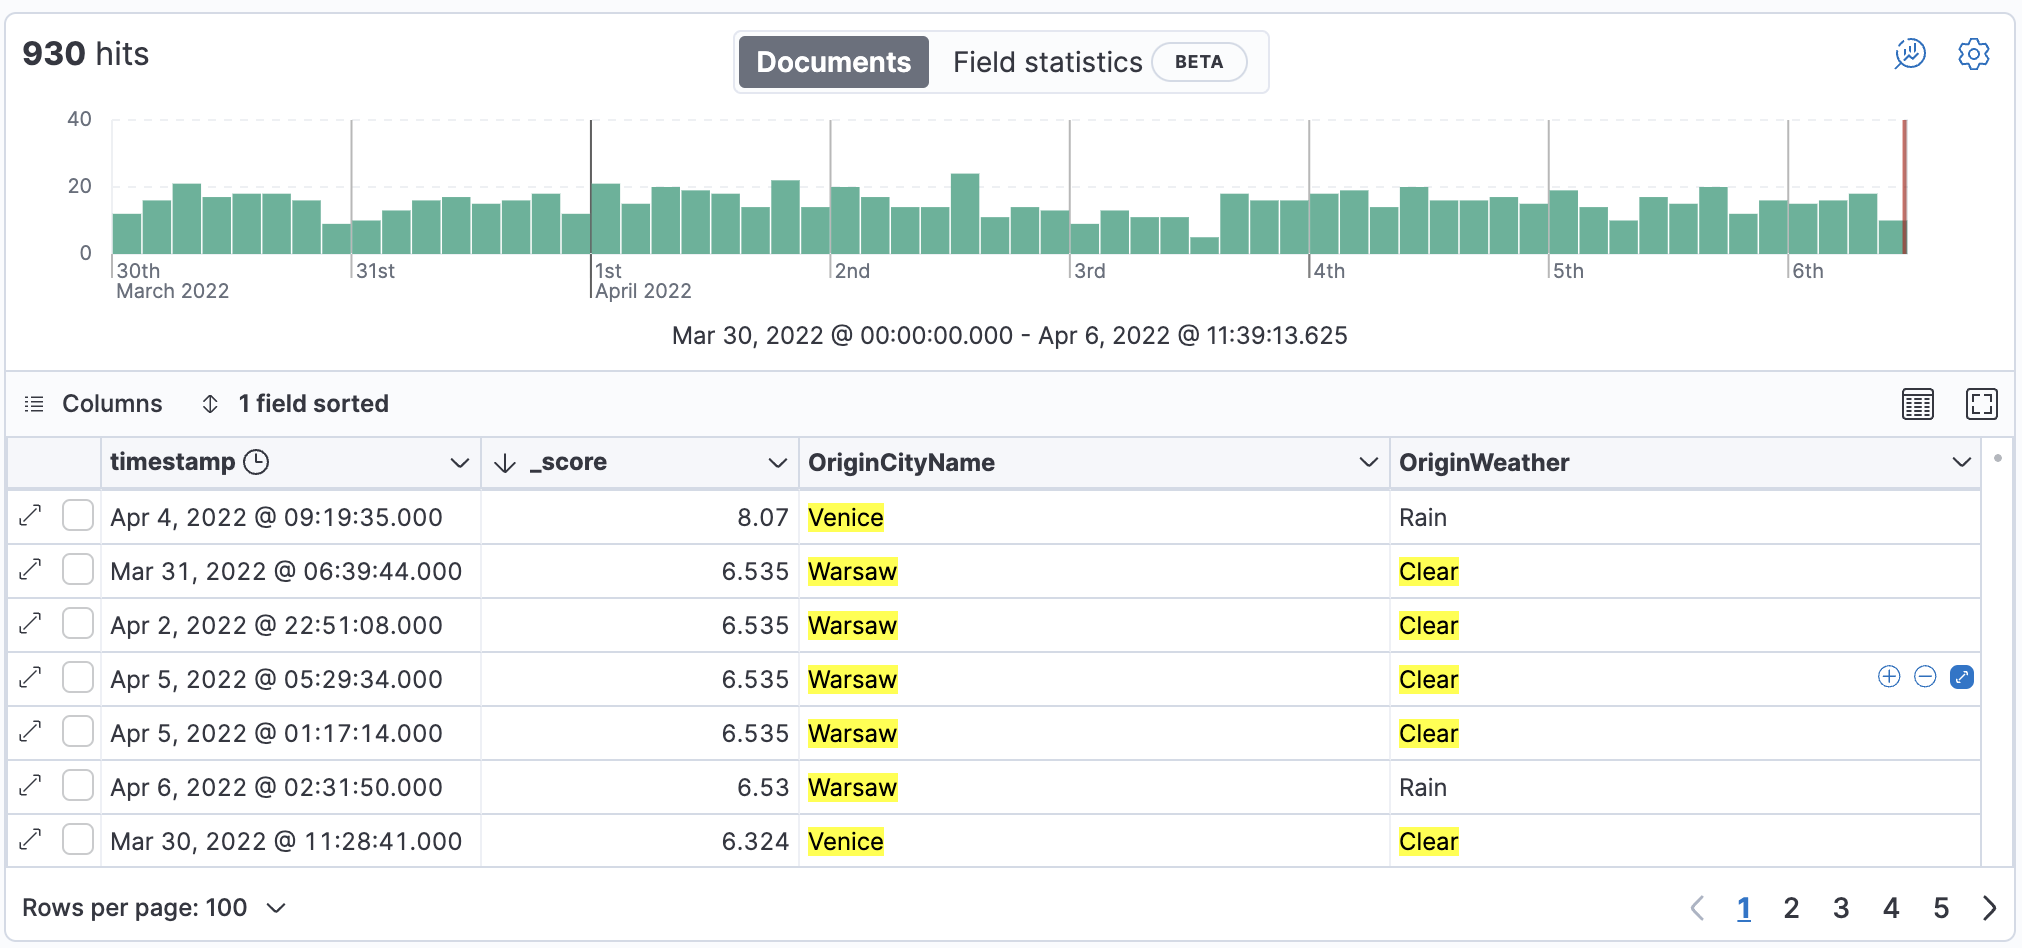 930 hits
Documents Field statistics BETA
40
20
0
30th 31st 1st 2nd 3rd 4th 5th 6th
March 2022 April 2022
Mar 30, 2022 @ 00:00:00.000 - Apr 6, 2022 @ 11:39:13.625
Columns 1 field sorted
timestamp _score OriginCityName OriginWeather
Apr 4, 2022 @ 09:19:35.000 8.07 Venice Rain
Mar 31, 2022 @ 06:39:44.000 6.535 Warsaw Clear
Apr 2, 2022 @ 22:51:08.000 6.535 Warsaw Clear
Apr 5, 2022 @ 05:29:34.000 6.535 Warsaw Clear
Apr 5, 2022 @ 01:17:14.000 6.535 Warsaw Clear
Apr 6, 2022 @ 02:31:50.000 6.53 Warsaw Rain
Mar 30, 2022 @ 11:28:41.000 6.324 Venice Clear
Rows per page: 100 1 2 3 4 5